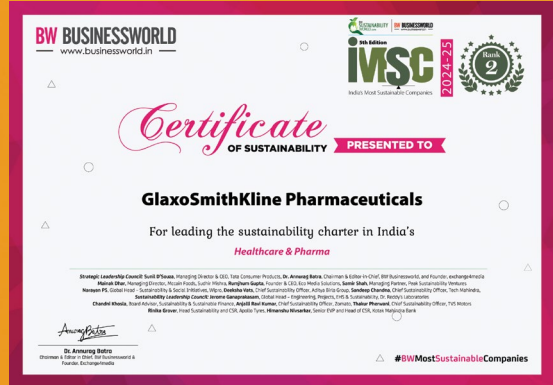 BW BUSINESSWORLD
www.businessworld.in
SUSTAINABILITY
BW BUSINESSWORLD
5th Edition
iMSC
India's Most Sustainable Companies
2024-25
Rank
2
Certificate
OF SUSTAINABILITY
PRESENTED TO
GlaxoSmithKline Pharmaceuticals
For leading the sustainability charter in India's
Healthcare & Pharma
Strategic Leadership Council: Sunil D'Souza, Managing Director & CEO, Tata Consumer Products, Dr. Annurag Batra, Chairman & Editor-in-Chief, BW Businessworld, and Founder, exchange4media
Mainak Dhar, Managing Director, Mccain Foods, Sudhir Mishra, Runjhum Gupta, Founder & CEO, Eco Media Solutions, Samir Shah, Managing Partner, Peak Sustainability Ventures
Narayan PS, Global Head - Sustainability & Social Initiatives, Wipro, Deeksha Vats, Chief Sustainability Officer, Aditya Birla Group, Sandeep Chandna, Chief Sustainability Officer, Tech Mahindra,
Sustainability Leadership Council: Jerome Ganaprakasam, Global Head - Engineering, Projects, EHS & Sustainability, Dr. Reddy's Laboratories
Chandni Khosla, Board Advisor, Sustainability & Sustainable Finance, Anjalli Ravi Kumar, Chief Sustainability Officer, Zomato, Thakur Pherwani, Chief Sustainability Officer, TVS Motors
Rinika Grover, Head Sustainability and CSR, Apollo Tyres, Himanshu Nivsarkar, Senior EVP and Head of CSR, Kotak Mahindra Bank
Annurag Batra
Dr. Annurag Batra
Chairman & Editor in Chief, BW Businessworld &
Founder, Exchange4media
#BWMostSustainableCompanies